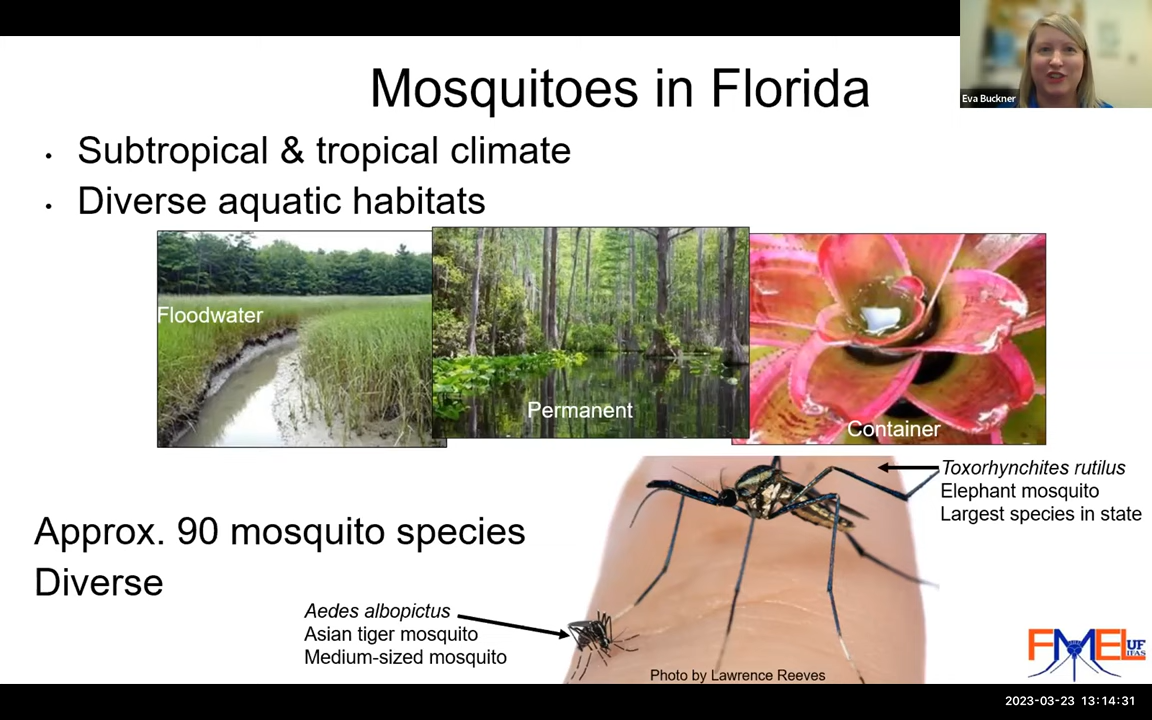 Mosquitoes in Florida
Eva Buckner
• Subtropical & tropical climate
• Diverse aquatic habitats
Floodwater
Permanent
Container
Toxorhynchites rutilus
Elephant mosquito
Largest species in state
Approx. 90 mosquito species
Diverse
Aedes albopictus
Asian tiger mosquito
Medium-sized mosquito
Photo by Lawrence Reeves
FMEL UF
IFAS
2023-03-23 13:14:31